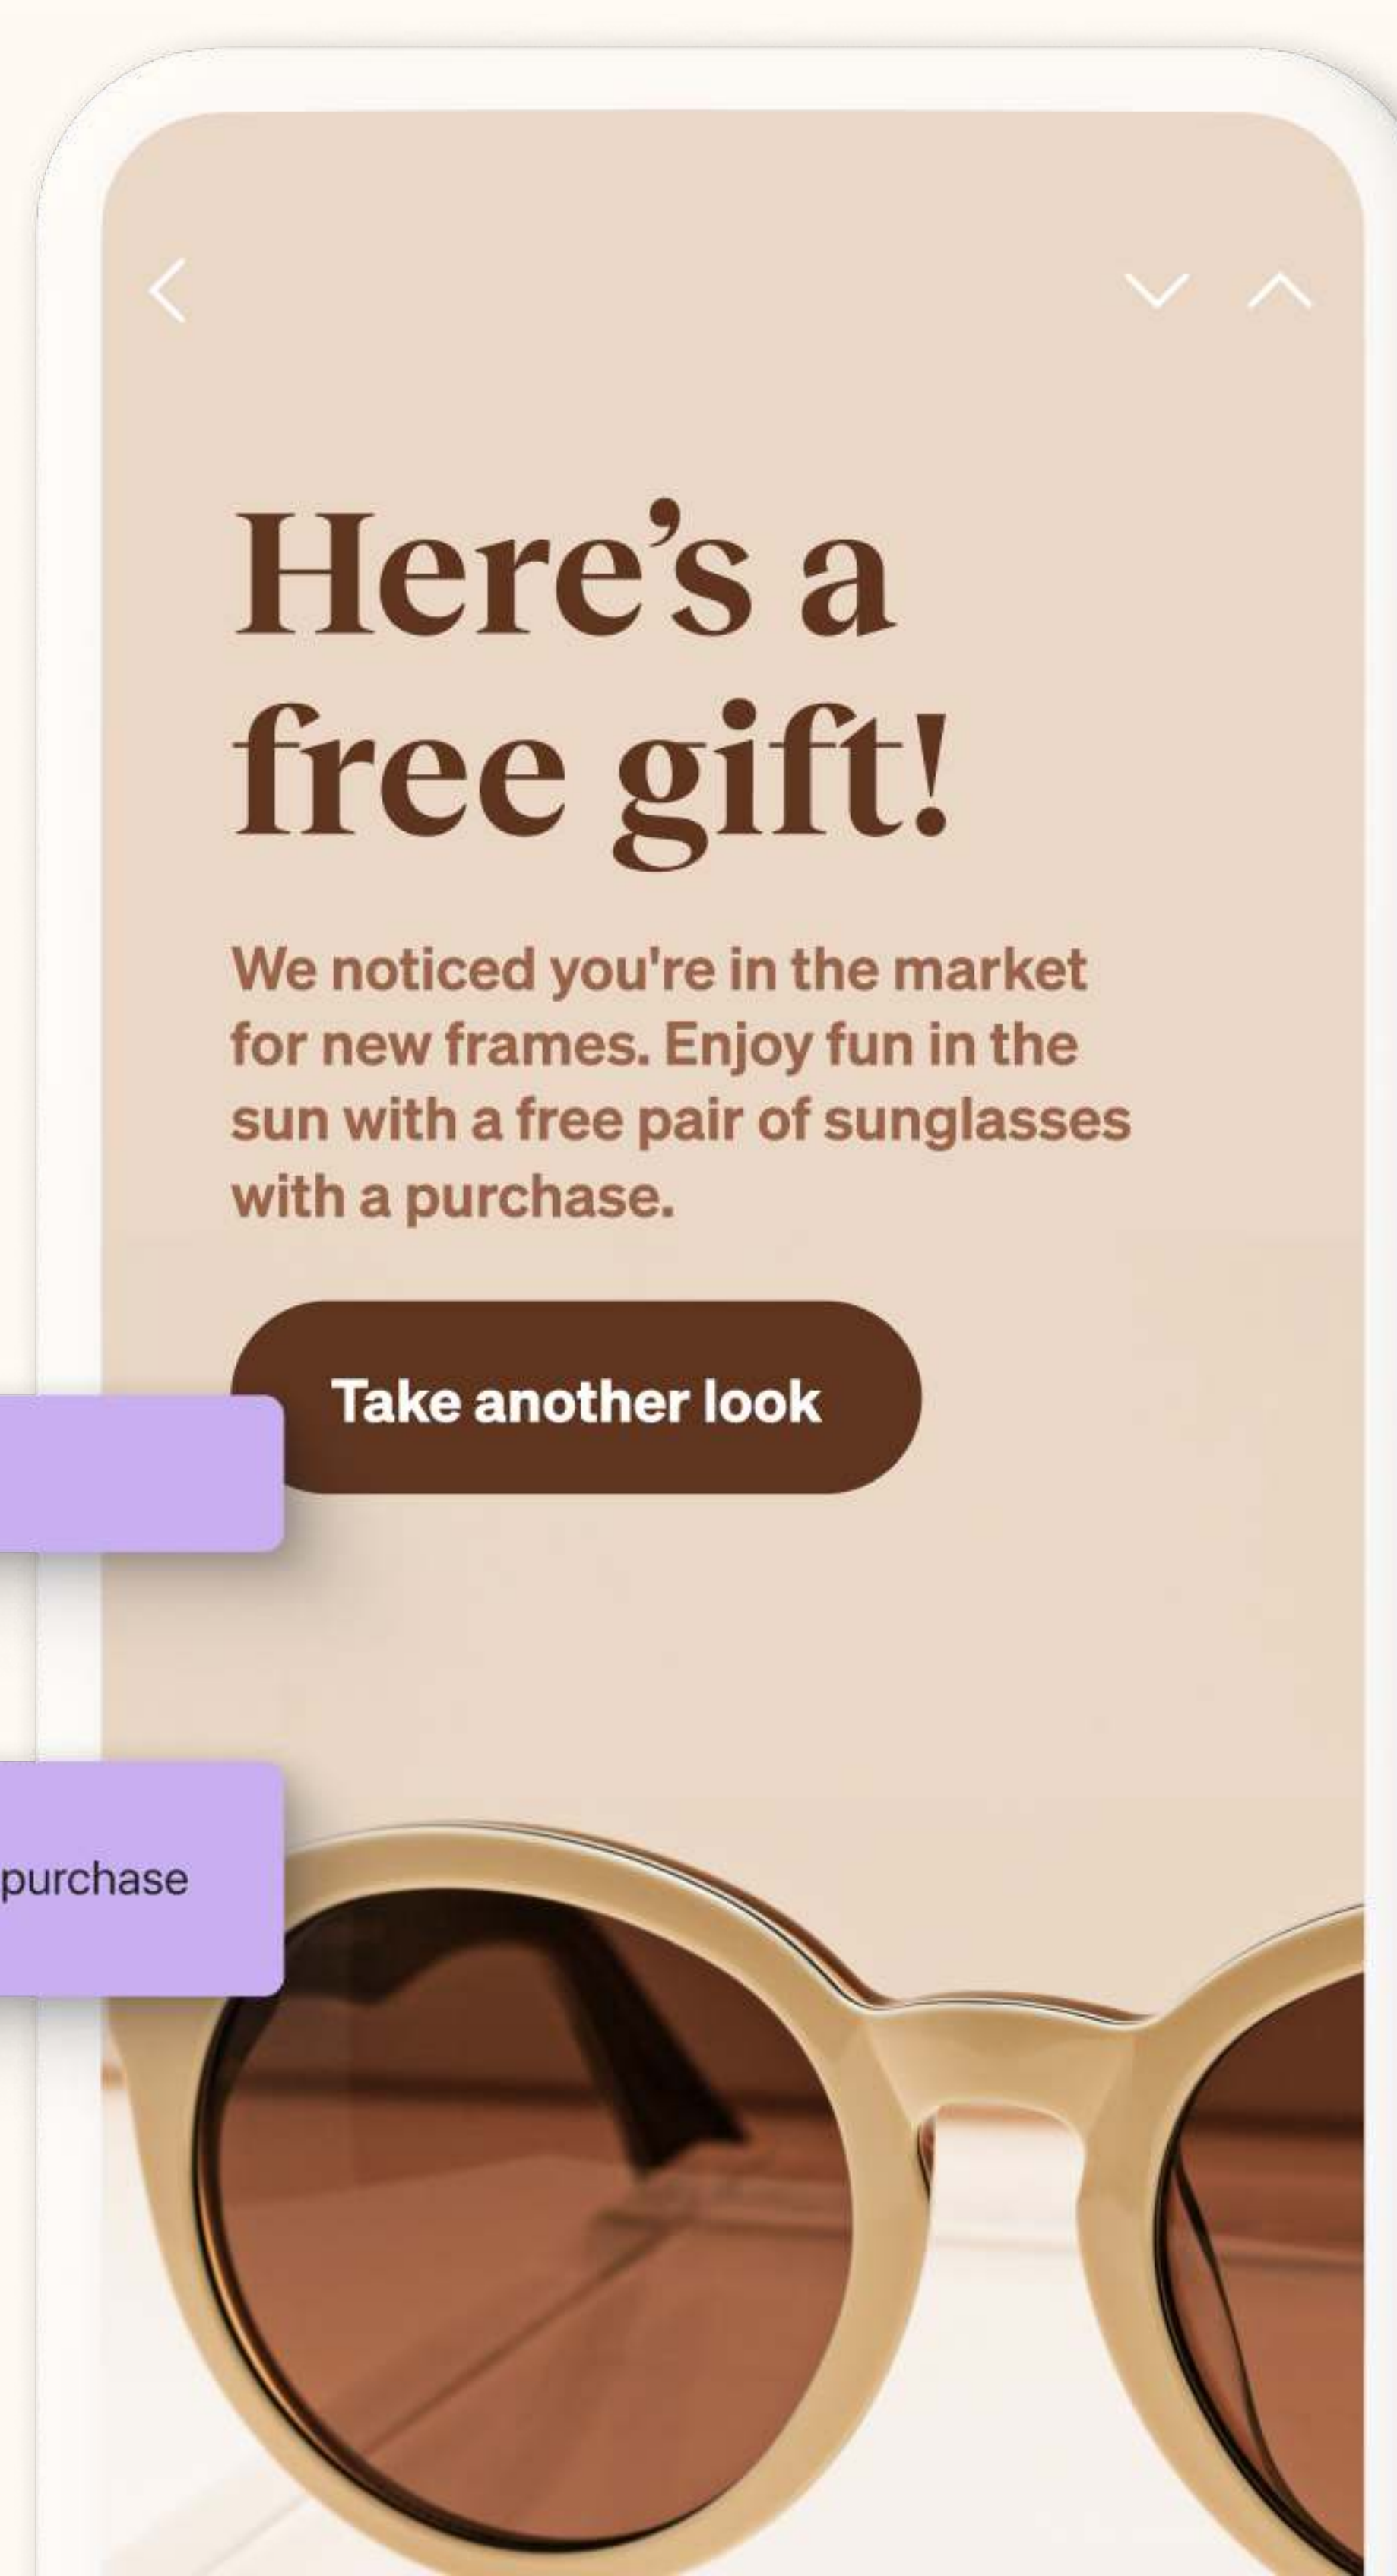 Here’s a
free gift!
We noticed you're in the market
for new frames. Enjoy fun in the
sun with a free pair of sunglasses
with a purchase.
Take another look
purchase